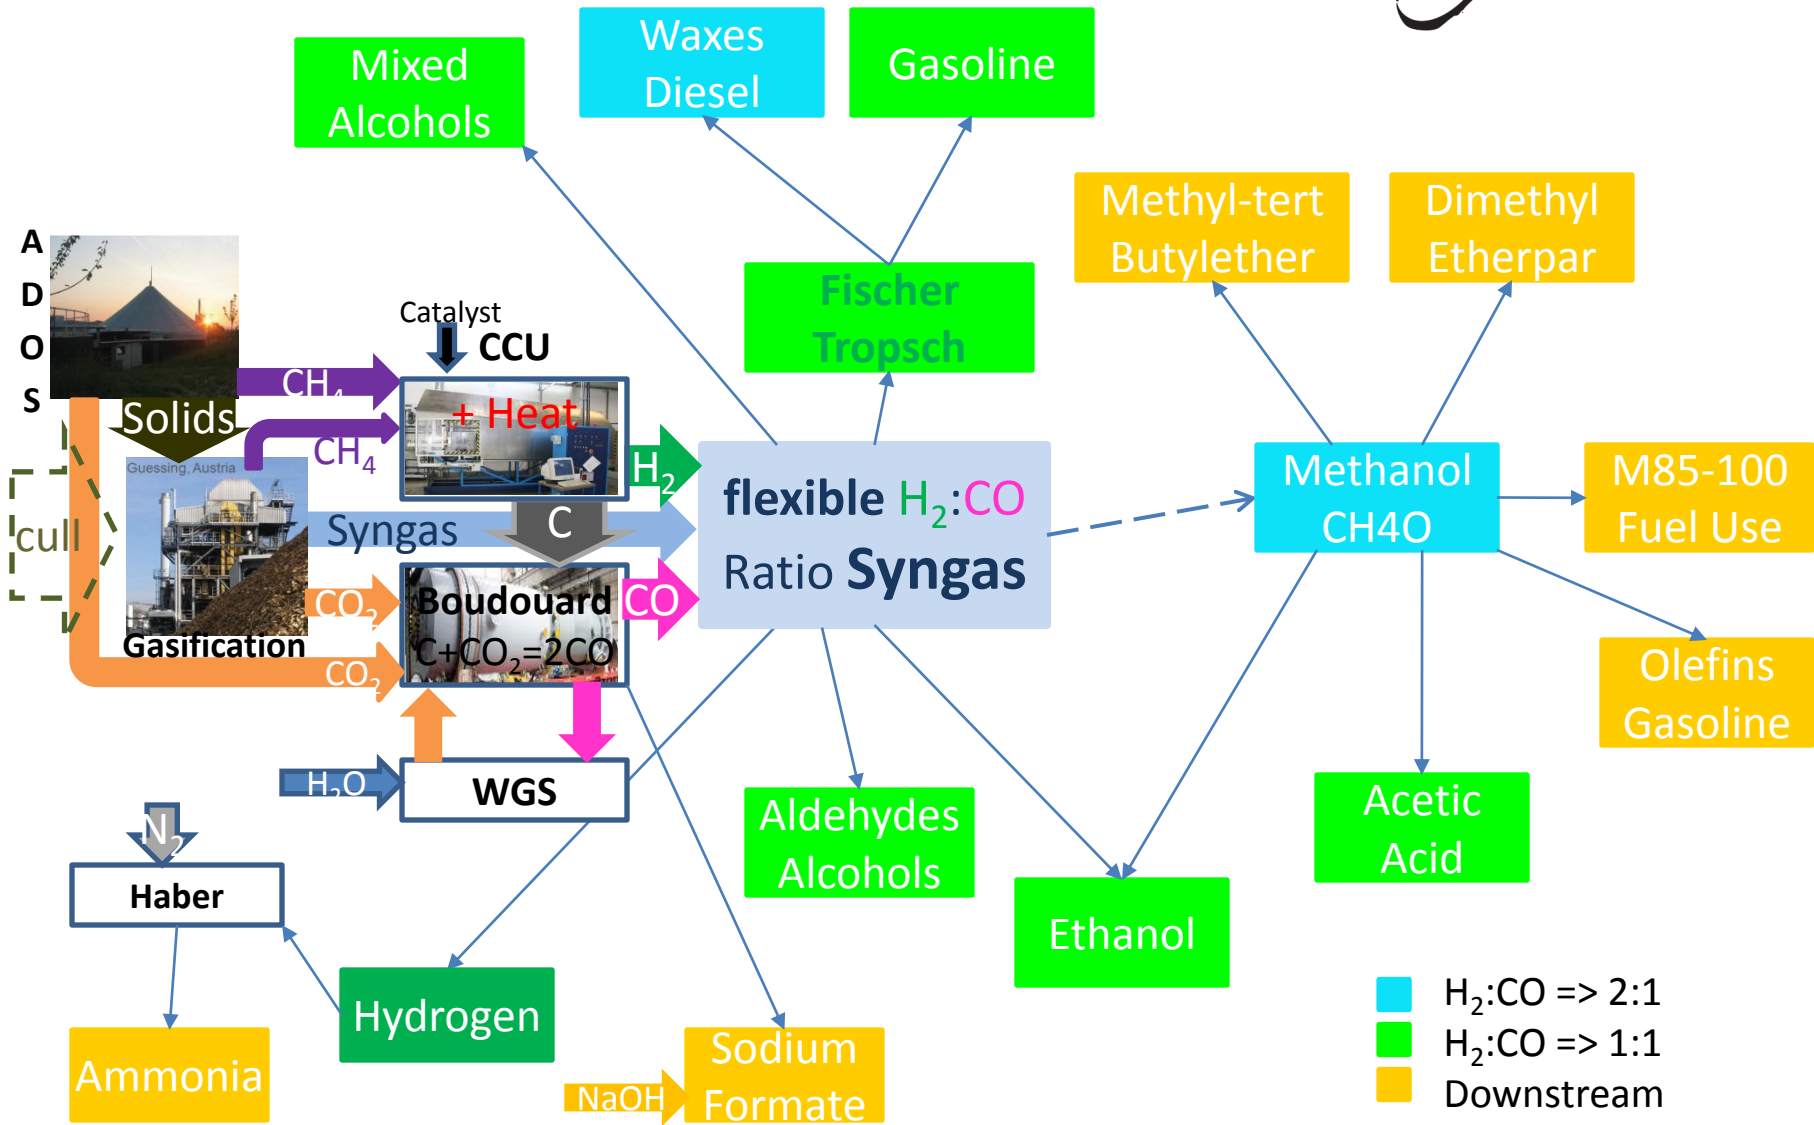 Mixed
Alcohols
Waxes
Diesel
Gasoline
Methyl-tert
Butylether
Dimethyl
Etherpar
Fischer
Tropsch
A
D
O
S
Catalyst
CCU
CH4
Solids
CH4
+ Heat
H2
Guessing, Austria
cull
Syngas
C
flexible H2:CO
Ratio Syngas
Methanol
CH4O
M85-100
Fuel Use
CO2
Boudouard
C+CO2=2CO
CO
Gasification
CO2
Olefins
Gasoline
H2O
WGS
N2
Haber
Aldehydes
Alcohols
Acetic
Acid
Ethanol
Hydrogen
Ammonia
NaOH
Sodium
Formate
H2:CO => 2:1
H2:CO => 1:1
Downstream